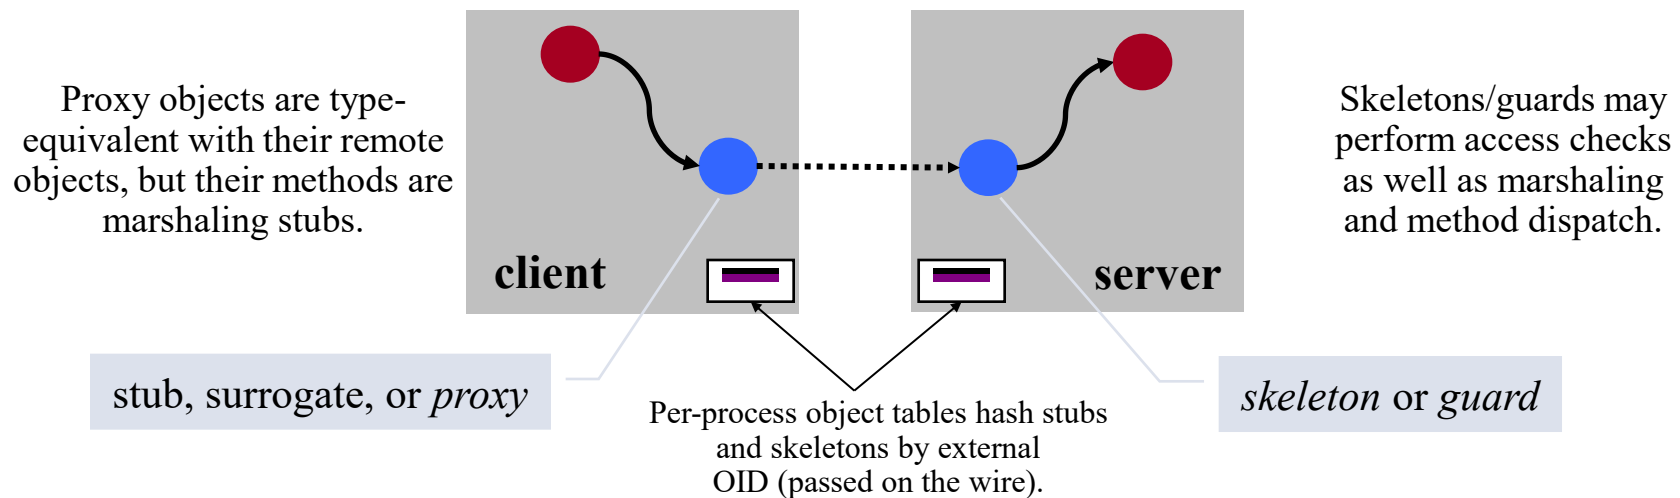 Proxy objects are type-
equivalent with their remote
objects, but their methods are
marshaling stubs.
client
server
Skeletons/guards may
perform access checks
as well as marshaling
and method dispatch.
stub, surrogate, or proxy
Per-process object tables hash stubs
and skeletons by external
OID (passed on the wire).
skeleton or guard